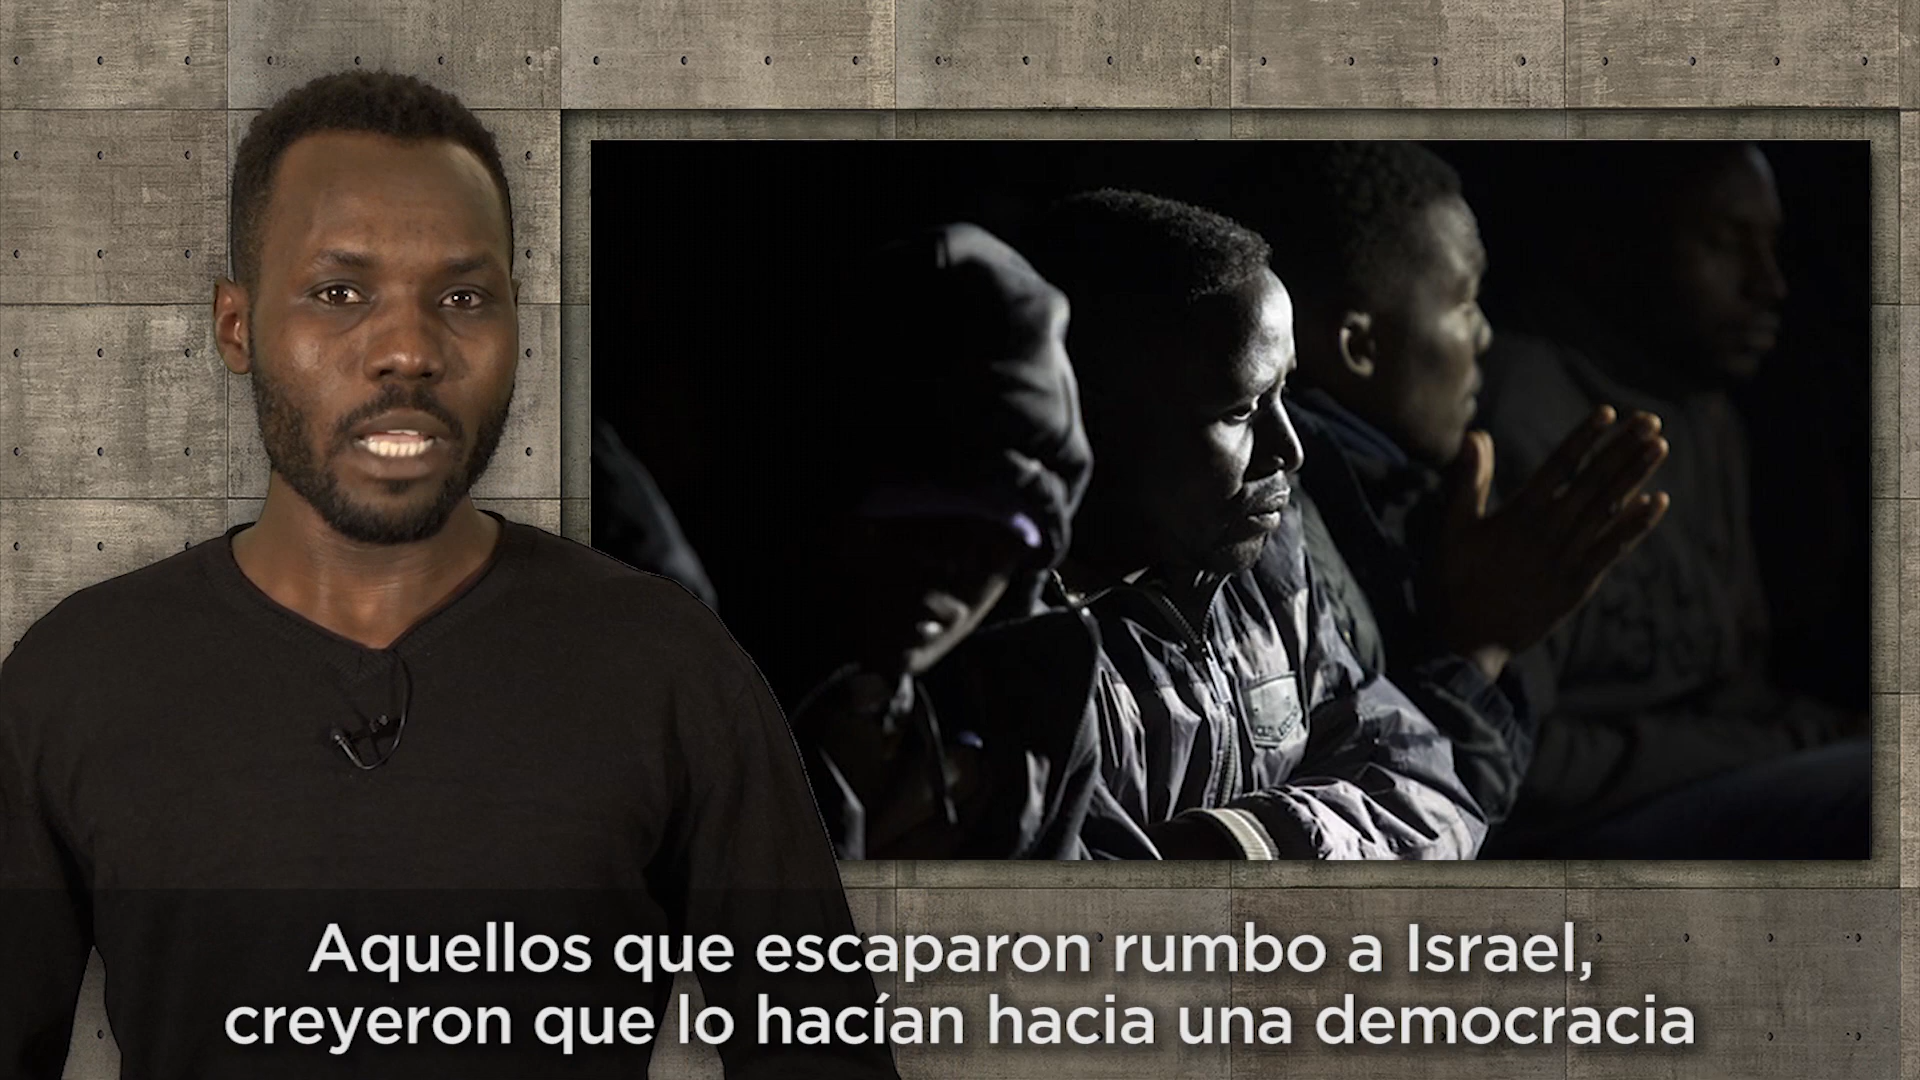 Aquellos que escaparon rumbo a Israel,
creyeron que lo hacían hacia una democracia